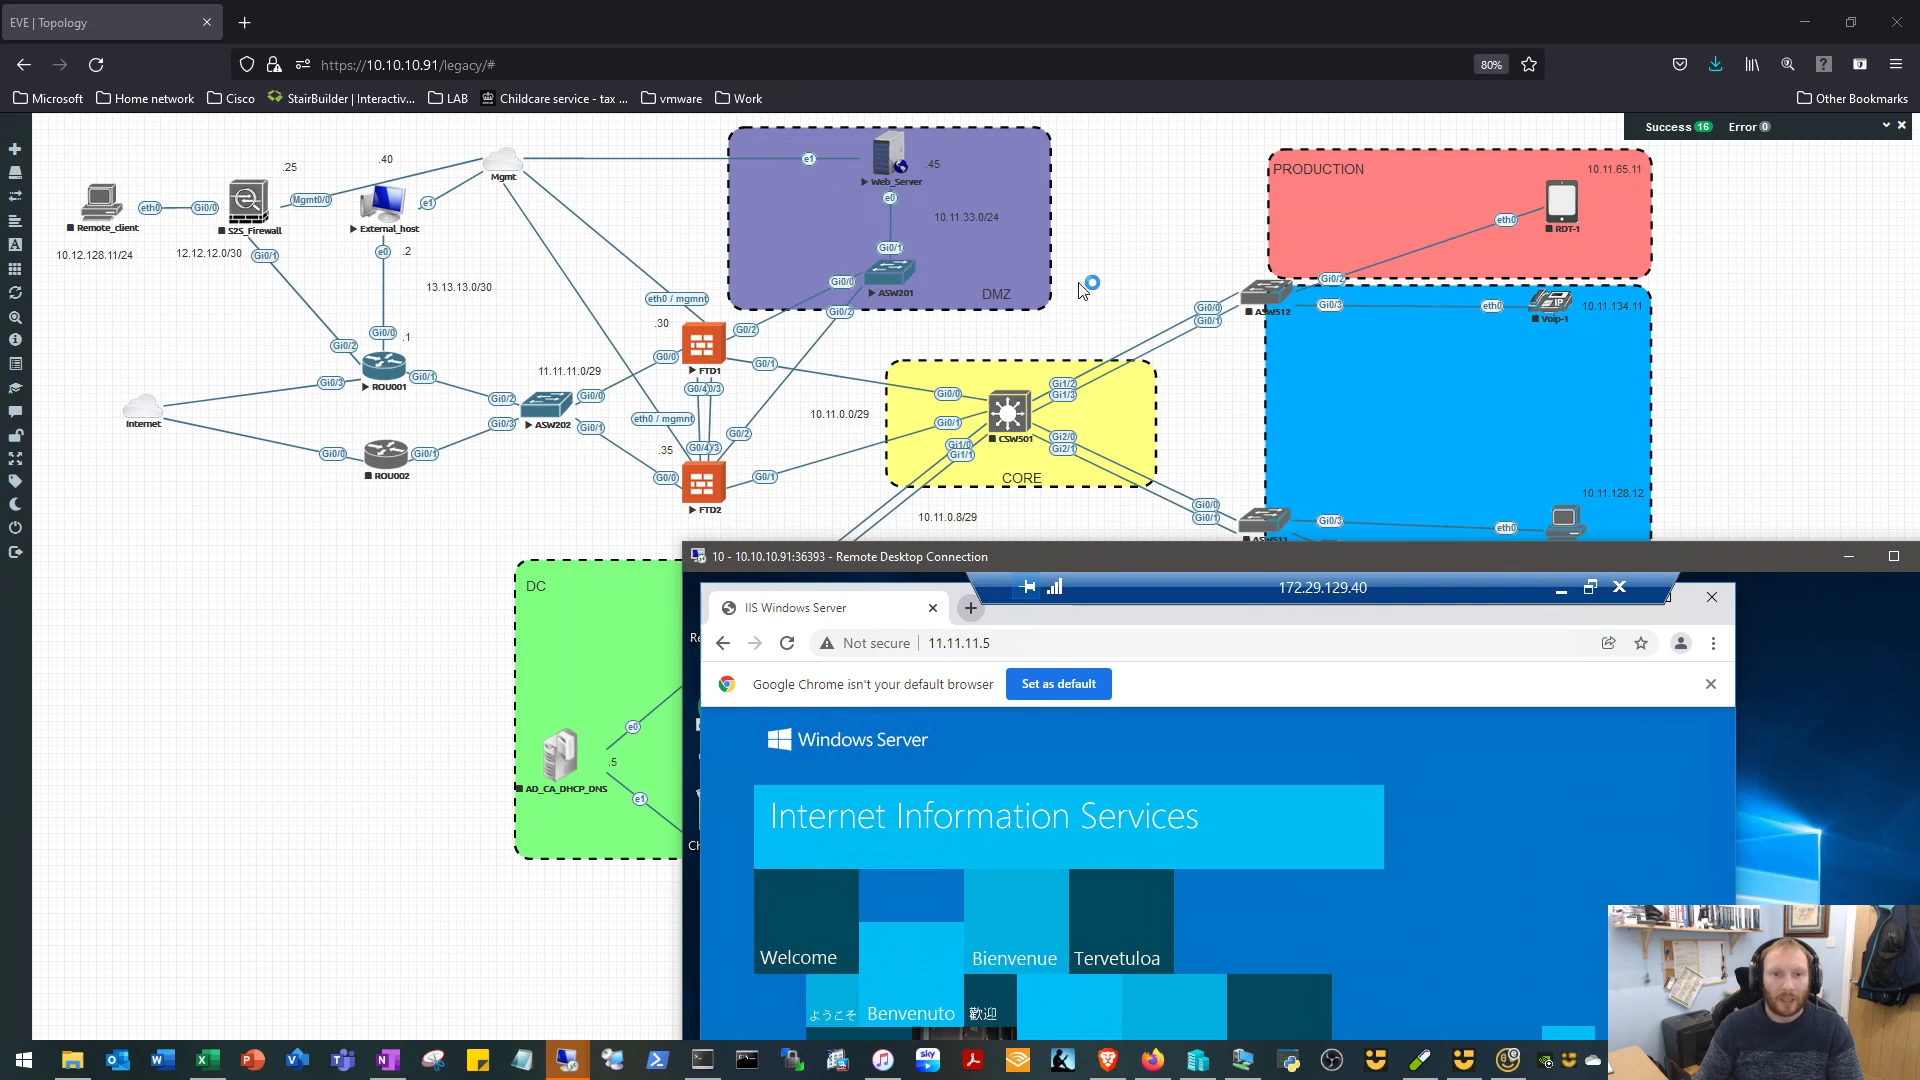 EVE | Topology
https://10.10.10.91/legacy/#
80%
Microsoft
Home network
Cisco
StairBuilder | Interactiv...
LAB
Childcare service - tax ...
vmware
Work
Other Bookmarks
Success 16
Error 0
.25
.40
Mgmt
e1
Web_Server
.45
PRODUCTION
10.11.65.11
Remote_client
eth0
Gi0/0
S2S_Firewall
Mgmt0/0
External_host
e1
e0
10.11.33.0/24
eth0
RDT-1
10.12.128.11/24
12.12.12.0/30
Gi0/1
e0
.2
Gi0/1
13.13.13.0/30
Gi0/0
ASW201
DMZ
Gi0/2
Gi0/2
eth0 / mgmt
.30
G0/2
Gi0/0
Gi0/1
ASW512
Gi0/3
eth0
Voip-1
10.11.134.11
Gi0/0
.1
Gi0/2
G0/0
G0/1
FTD1
ROU001
Gi0/3
Gi0/1
11.11.11.0/29
Gi0/2
Gi0/0
Gi0/0
Gi1/2
Gi1/3
Internet
ASW202
Gi0/3
Gi0/1
eth0 / mgmt
10.11.0.0/29
Gi0/1
CSW501
Gi1/0
Gi1/1
Gi2/0
Gi2/1
Gi0/0
Gi0/1
ROU002
.35
G0/2
G0/0
G0/1
CORE
FTD2
10.11.0.8/29
10.11.128.12
Gi0/0
Gi0/1
Gi0/3
eth0
DC
e0
.5
AD_CA_DHCP_DNS
e1
10 - 10.10.10.91:36393 - Remote Desktop Connection
172.29.129.40
IIS Windows Server
Not secure
11.11.11.5
Google Chrome isn't your default browser
Set as default
Windows Server
Internet Information Services
Welcome
Bienvenue
Tervetuloa
ようこそ
Benvenuto
歡迎